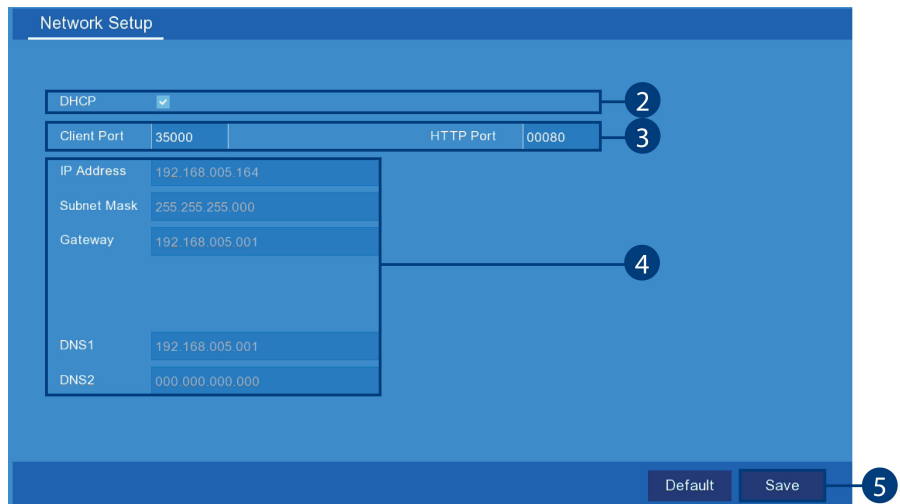 Network Setup
DHCP 2
Client Port 35000 HTTP Port 00080 3
IP Address 192.168.005.164
Subnet Mask 255.255.255.000
Gateway 192.168.005.001
4
DNS1 192.168.005.001
DNS2 000.000.000.000
Default Save 5